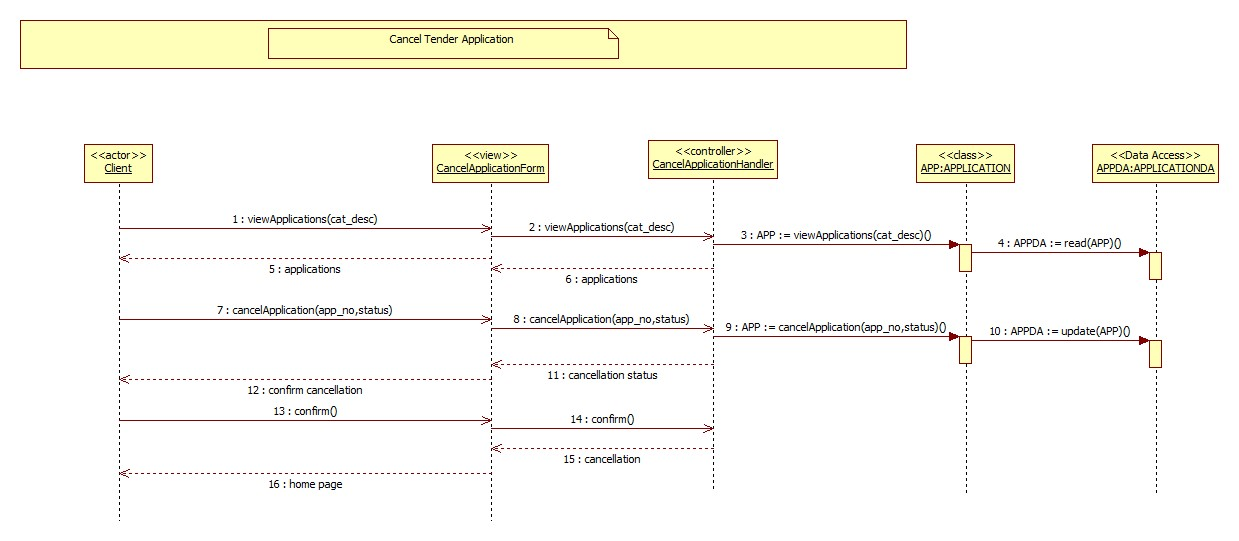 Cancel Tender Application
<<actor>>
Client
<<view>>
CancelApplicationForm
<<controller>>
CancelApplicationHandler
<<class>>
APP:APPLICATION
<<Data Access>>
APPDA:APPLICATIONDA
1 : viewApplications(cat_desc)
2 : viewApplications(cat_desc)
3 : APP := viewApplications(cat_desc)()
4 : APPDA := read(APP)()
5 : applications
6 : applications
7 : cancelApplication(app_no,status)
8 : cancelApplication(app_no,status)
9 : APP := cancelApplication(app_no,status)()
10 : APPDA := update(APP)()
11 : cancellation status
12 : confirm cancellation
13 : confirm()
14 : confirm()
15 : cancellation
16 : home page